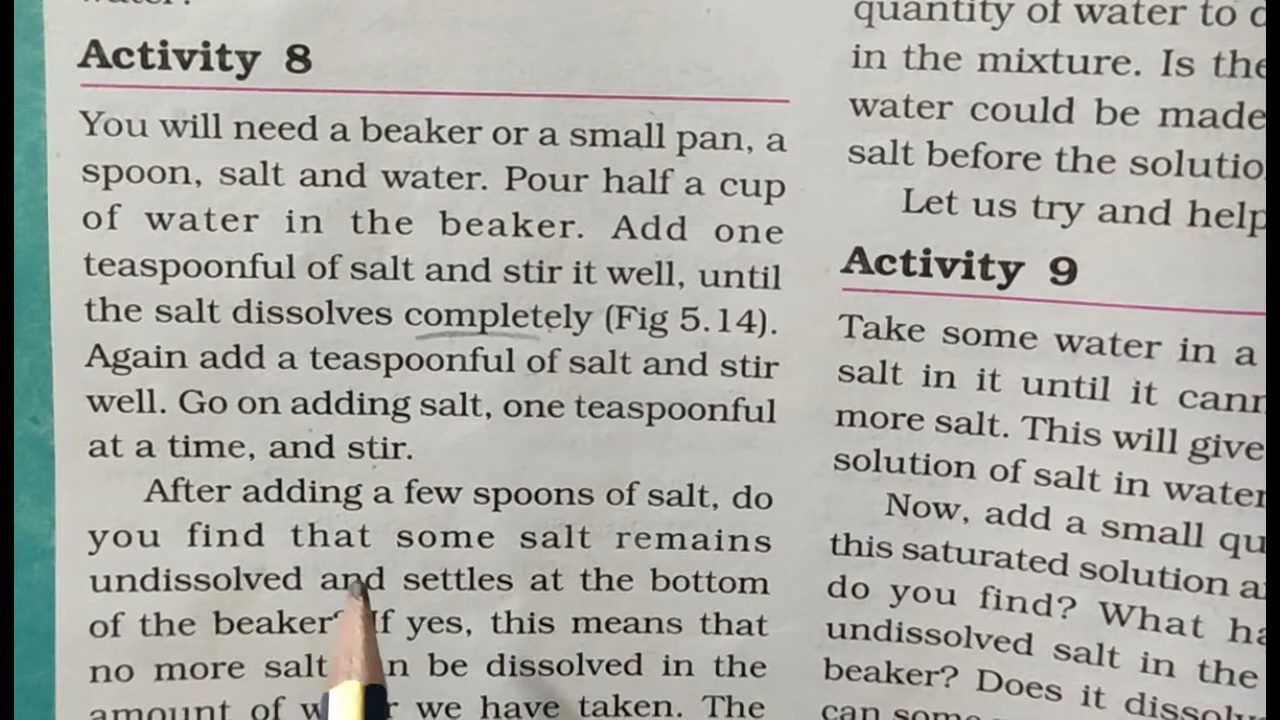 Activity 8
You will need a beaker or a small pan, a
spoon, salt and water. Pour half a cup
of water in the beaker. Add one
teaspoonful of salt and stir it well, until
the salt dissolves completely (Fig 5.14).
Again add a teaspoonful of salt and stir
well. Go on adding salt, one teaspoonful
at a time, and stir.
After adding a few spoons of salt, do
you find that some salt remains
undissolved and settles at the bottom
of the beaker? If yes, this means that
no more salt be dissolved in the
amount of we have taken. The
quantity of water to
in the mixture. Is the
water could be made
salt before the
Let us try and help
Activity 9
Take some water in a
salt in it until it
more salt. This will give
solution of salt in water
Now, add a small
this saturated solution
do you find? What
undissolved salt in the
beaker? Does it
can